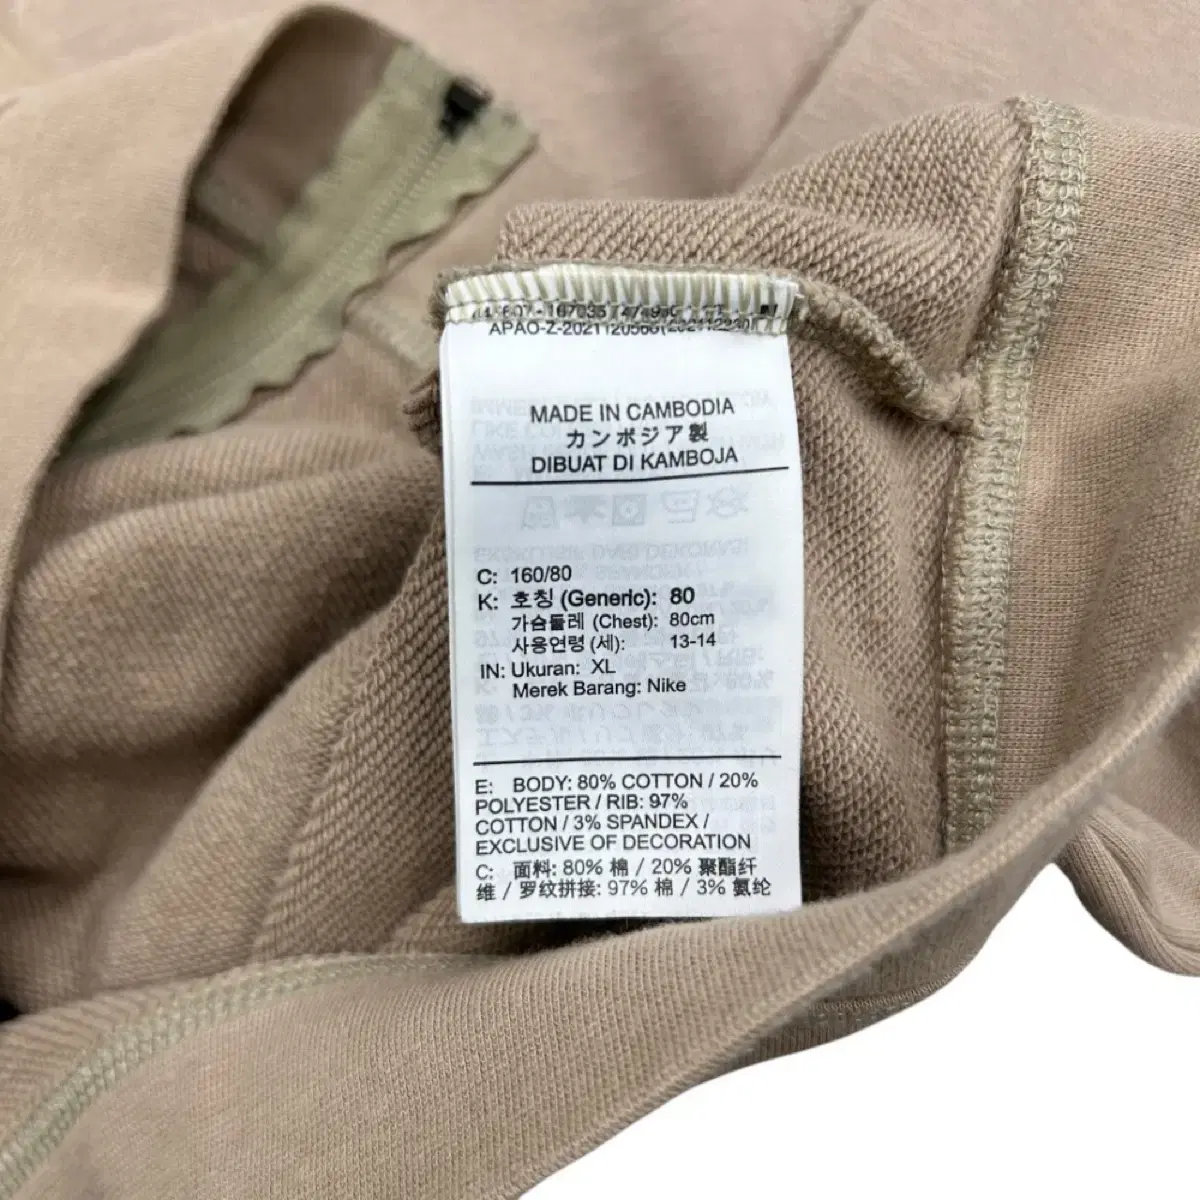 MADE IN CAMBODIA
カンボジア製
DIBUAT DI KAMBOJA
C: 160/80
K: 호칭 (Generic): 80
가슴둘레 (Chest): 80cm
사용연령 (세): 13-14
IN: Ukuran: XL
Merek Barang: Nike
E: BODY: 80% COTTON / 20%
POLYESTER / RIB: 97%
COTTON / 3% SPANDEX /
EXCLUSIVE OF DECORATION
C: 面料: 80% 棉 / 20% 聚酯纤
维 / 罗纹拼接: 97% 棉 / 3% 氨纶